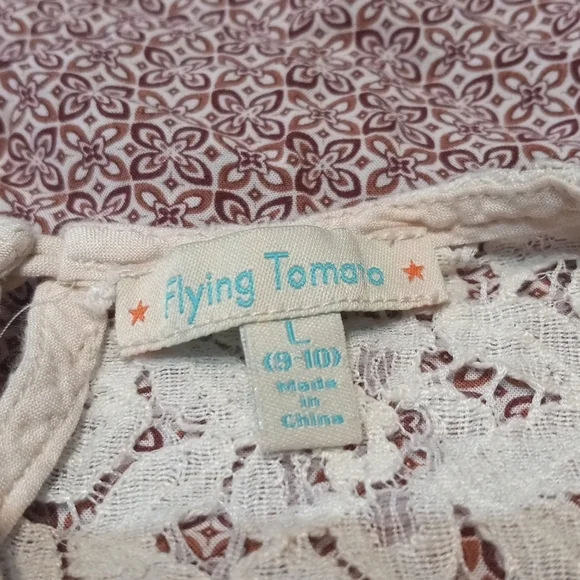 Flying Tomato
L
(9-10)
Made
in
China